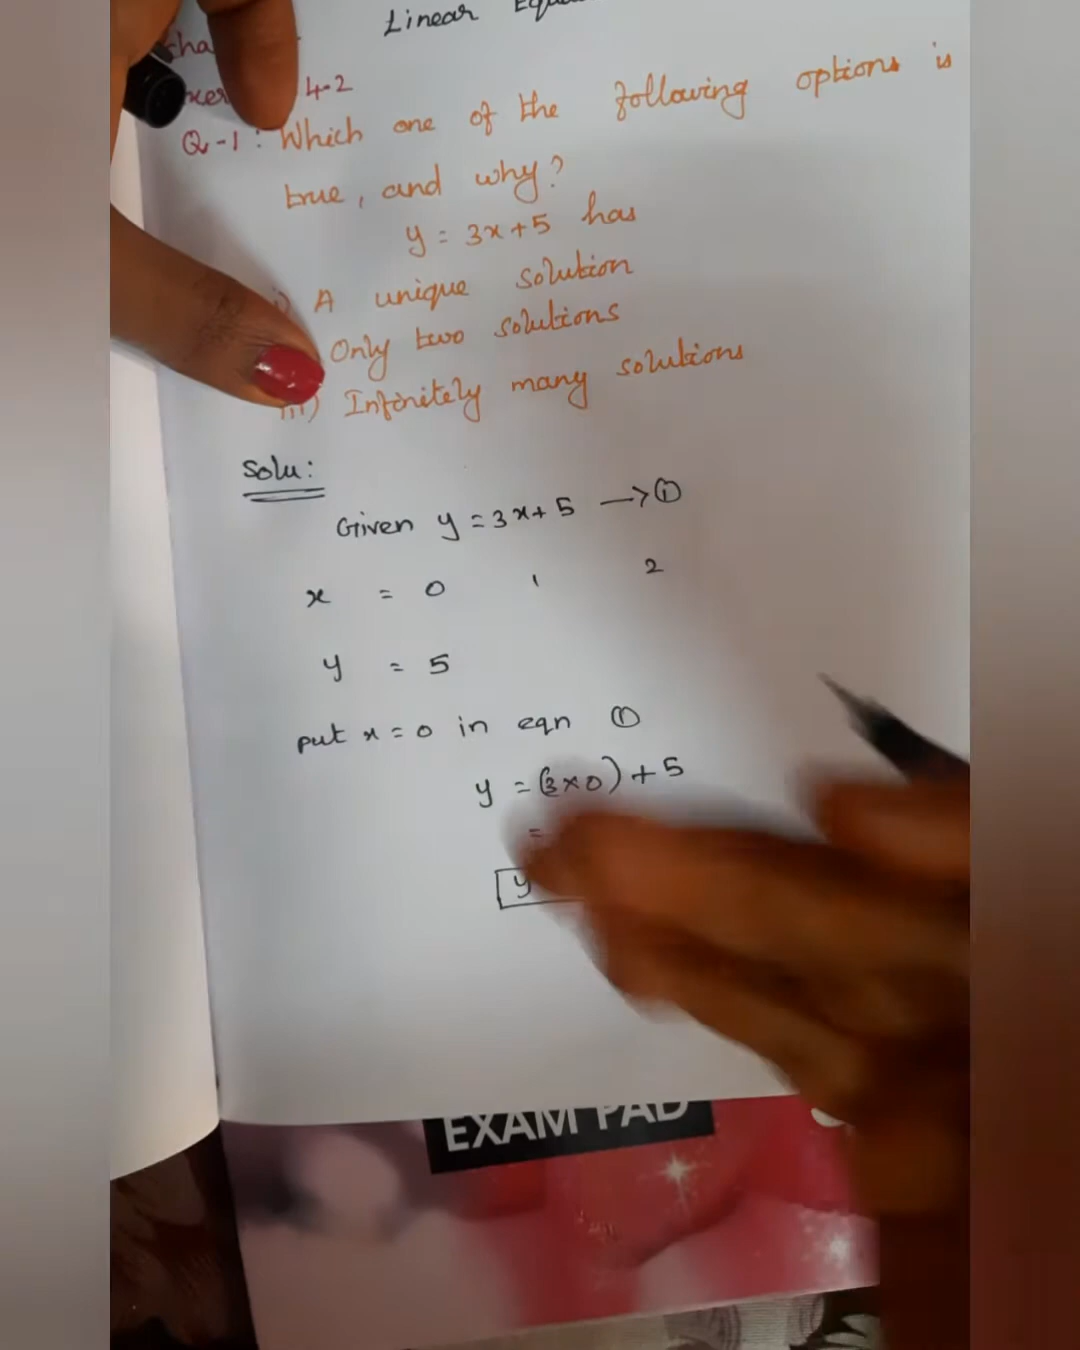 Linear
4.2
Q-1: Which one of the following options is
true, and why?
y = 3x+5 has
i) A unique solution
Only two solutions
iii) Infinitely many solutions
Solu:
Given y = 3x + 5 → ①
x = 0 1 2
y = 5
put x = 0 in eqn ①
y = (3×0) + 5
=
y
EXAM PAD